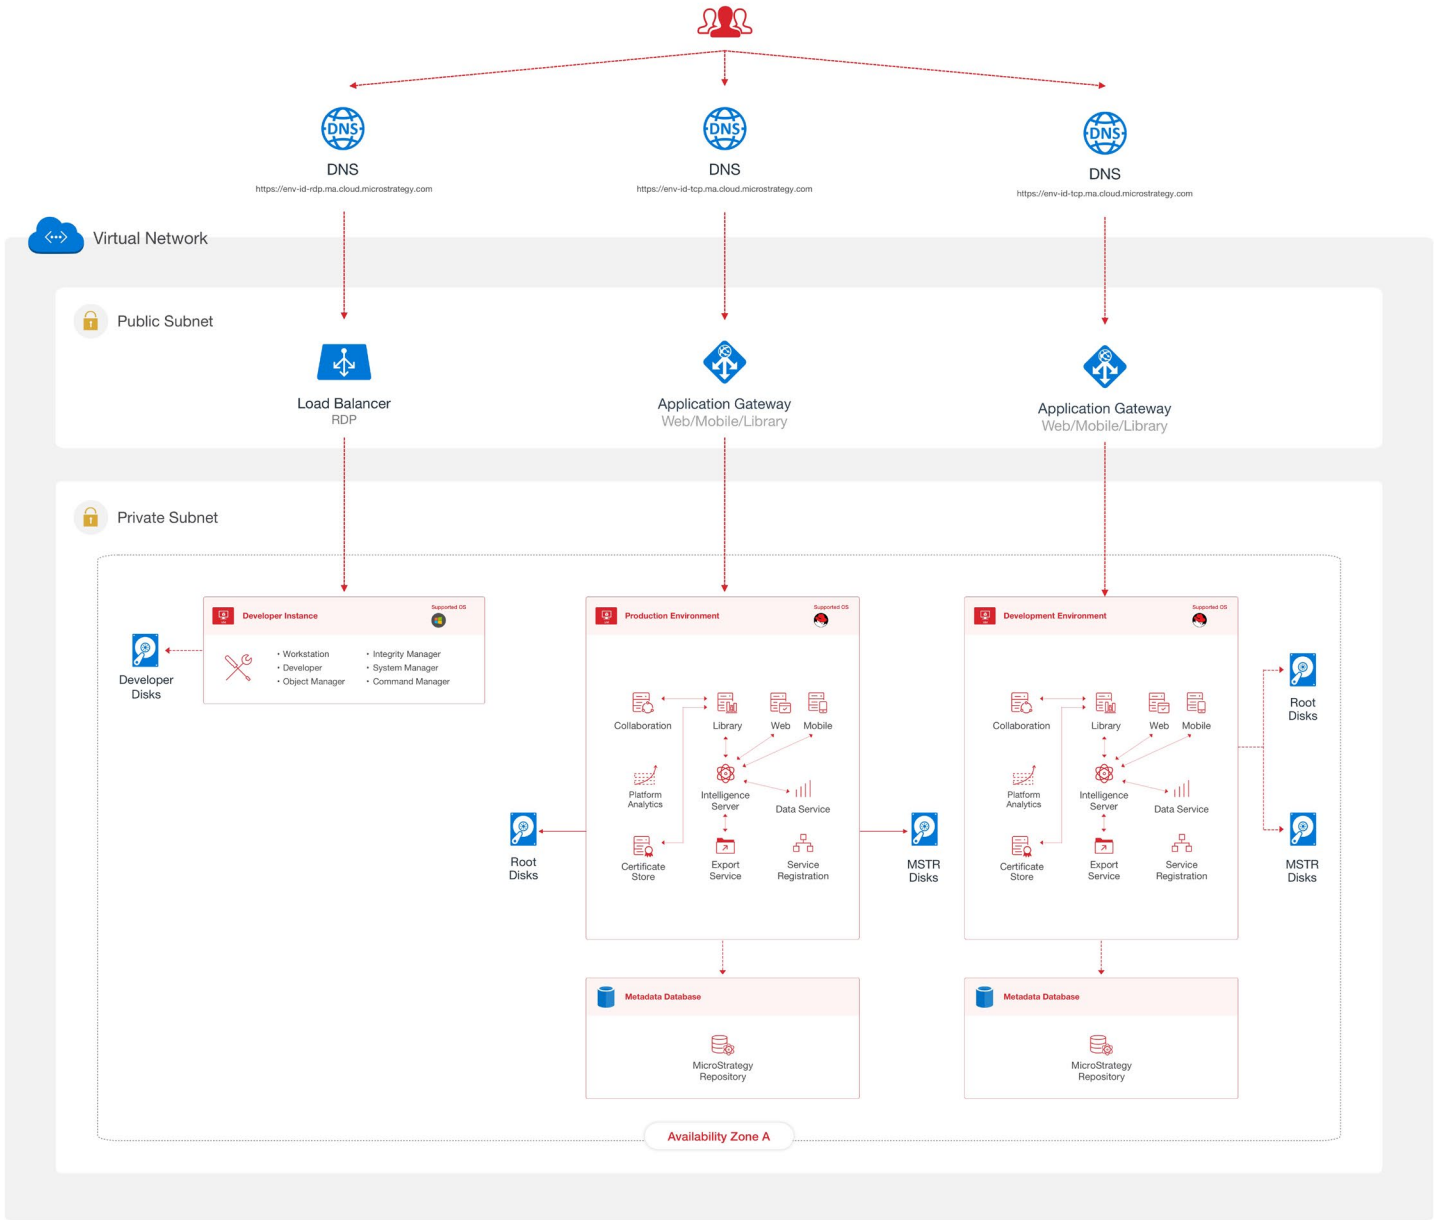 DNS
DNS
DNS
DNS
https://env-id-rdp.ma.cloud.microstrategy.com
DNS
https://env-id-tcp.ma.cloud.microstrategy.com
DNS
https://env-id-tcp.ma.cloud.microstrategy.com
Virtual Network
Public Subnet
Load Balancer
RDP
Application Gateway
Web/Mobile/Library
Application Gateway
Web/Mobile/Library
Private Subnet
Developer Instance
Supported OS
• Workstation
• Developer
• Object Manager
• Integrity Manager
• System Manager
• Command Manager
Developer
Disks
Production Environment
Supported OS
Collaboration
Library
Web
Mobile
Platform
Analytics
Intelligence
Server
Data Service
Certificate
Store
Export
Service
Service
Registration
Root
Disks
MSTR
Disks
Metadata Database
MicroStrategy
Repository
Development Environment
Supported OS
Collaboration
Library
Web
Mobile
Platform
Analytics
Intelligence
Server
Data Service
Certificate
Store
Export
Service
Service
Registration
Root
Disks
MSTR
Disks
Metadata Database
MicroStrategy
Repository
Availability Zone A